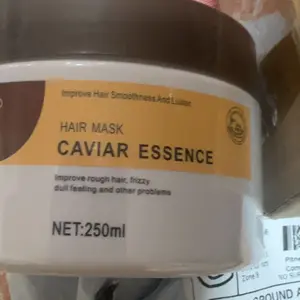 Improve Hair Smoothness And Luster
HAIR MASK
CAVIAR ESSENCE
Improve rough hair, frizzy
dull feeling and other problems
NET:250ml